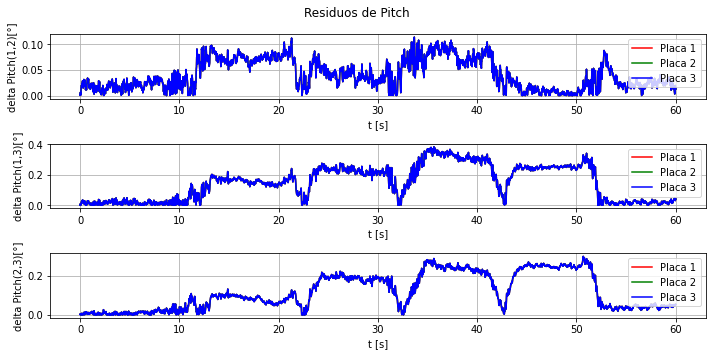 Residuos de Pitch
delta Pitch(1,2)[°]
0.10
0.05
0.00
Placa 1
Placa 2
Placa 3
0 10 20 30 40 50 60
t [s]
delta Pitch(1,3)[°]
0.4
0.2
0.0
Placa 1
Placa 2
Placa 3
0 10 20 30 40 50 60
t [s]
delta Pitch(2,3)[°]
0.2
0.0
Placa 1
Placa 2
Placa 3
0 10 20 30 40 50 60
t [s]